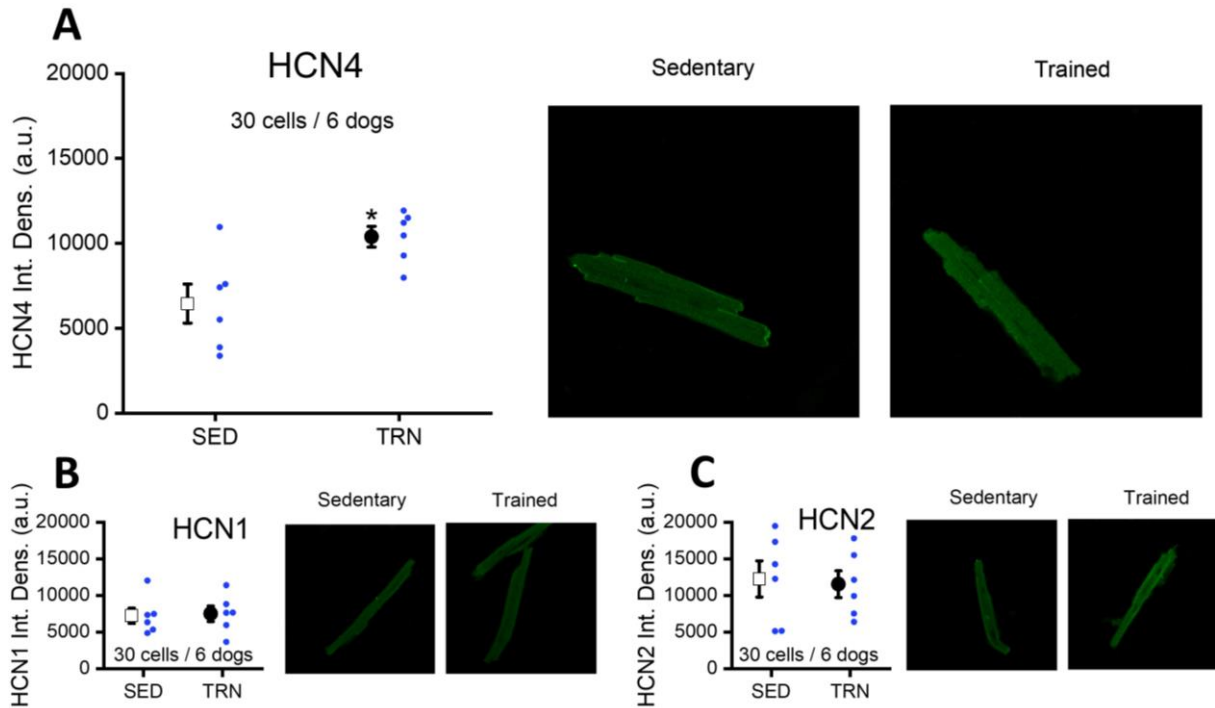 A
HCN4
30 cells / 6 dogs
HCN4 Int. Dens. (a.u.)
20000
15000
10000
5000
0
*
SED TRN
Sedentary Trained
B
HCN1
HCN1 Int. Dens. (a.u.)
20000
15000
10000
5000
0
30 cells / 6 dogs
SED TRN
Sedentary Trained
C
HCN2
HCN2 Int. Dens. (a.u.)
20000
15000
10000
5000
0
30 cells / 6 dogs
SED TRN
Sedentary Trained